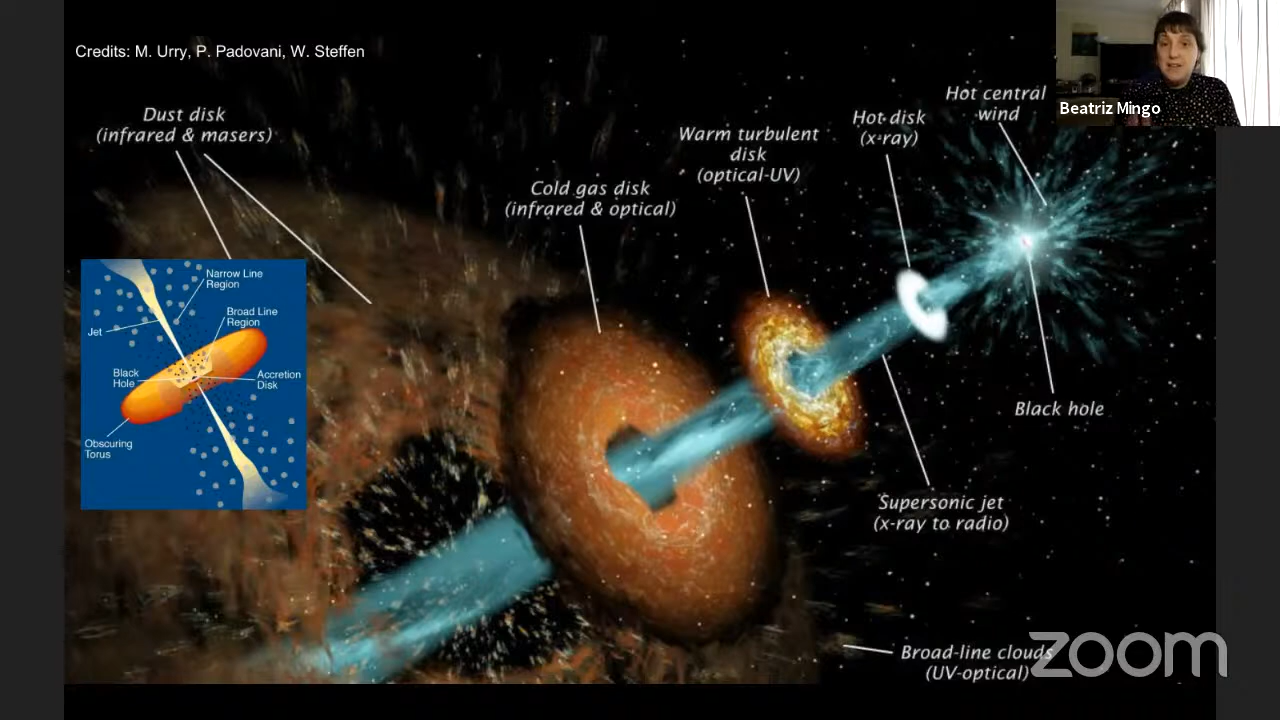 Credits: M. Urry, P. Padovani, W. Steffen
Beatriz Mingo
Dust disk
(infrared & masers)
Cold gas disk
(infrared & optical)
Warm turbulent
disk
(optical-UV)
Hot disk
(x-ray)
Hot central
wind
Narrow Line
Region
Broad Line
Region
Jet
Black
Hole
Accretion
Disk
Obscuring
Torus
Black hole
Supersonic jet
(x-ray to radio)
Broad-line clouds
(UV-optical)
zoom